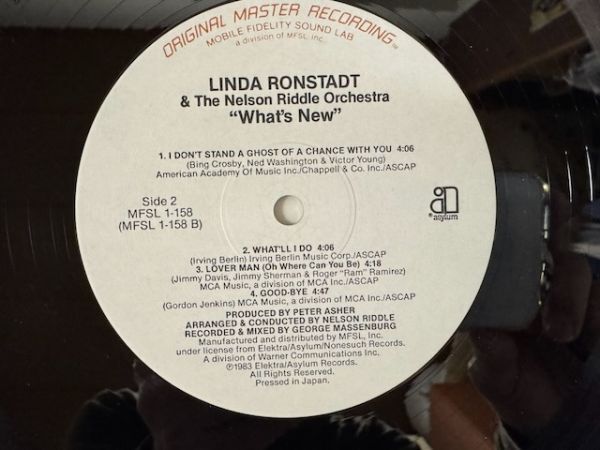 ORIGINAL MASTER RECORDING™
MOBILE FIDELITY SOUND LAB
a division of MFSL, INC.
LINDA RONSTADT
& The Nelson Riddle Orchestra
"What's New"
1. I DON'T STAND A GHOST OF A CHANCE WITH YOU 4:06
(Bing Crosby, Ned Washington & Victor Young)
American Academy Of Music Inc./Chappell & Co. Inc./ASCAP
Side 2
MFSL 1-158
(MFSL 1-158 B)
asylum
2. WHAT'LL I DO 4:06
(Irving Berlin) Irving Berlin Music Corp./ASCAP
3. LOVER MAN (Oh Where Can You Be) 4:18
(Jimmy Davis, Jimmy Sherman & Roger "Ram" Ramirez)
MCA Music, a division of MCA Inc./ASCAP
4. GOOD-BYE 4:47
(Gordon Jenkins) MCA Music, a division of MCA Inc./ASCAP
PRODUCED BY PETER ASHER
ARRANGED & CONDUCTED BY NELSON RIDDLE
RECORDED & MIXED BY GEORGE MASSENBURG
Manufactured and distributed by MFSL, Inc.
under license from Elektra/Asylum/Nonesuch Records.
A division of Warner Communications Inc.
℗1983 Elektra/Asylum Records.
All Rights Reserved.
Pressed in Japan.